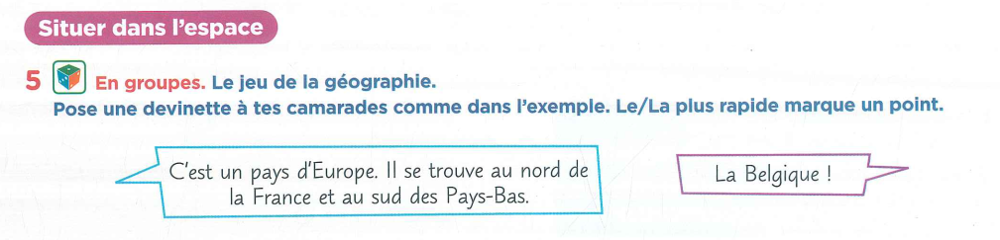 Situer dans l'espace
5 En groupes. Le jeu de la géographie.
Pose une devinette à tes camarades comme dans l'exemple. Le/La plus rapide marque un point.
C'est un pays d'Europe. Il se trouve au nord de
la France et au sud des Pays-Bas.
La Belgique !